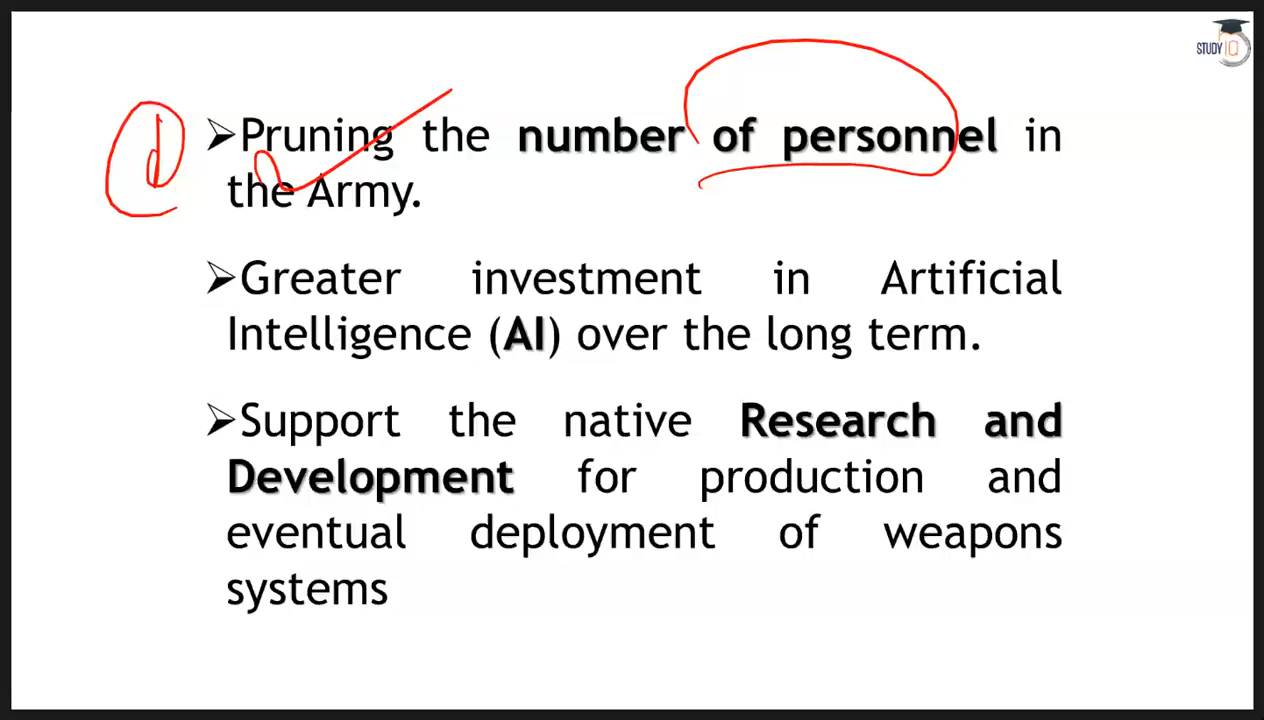 STUDY IQ
d
➢Pruning the number of personnel in
the Army.
➢Greater investment in Artificial
Intelligence (AI) over the long term.
➢Support the native Research and
Development for production and
eventual deployment of weapons
systems